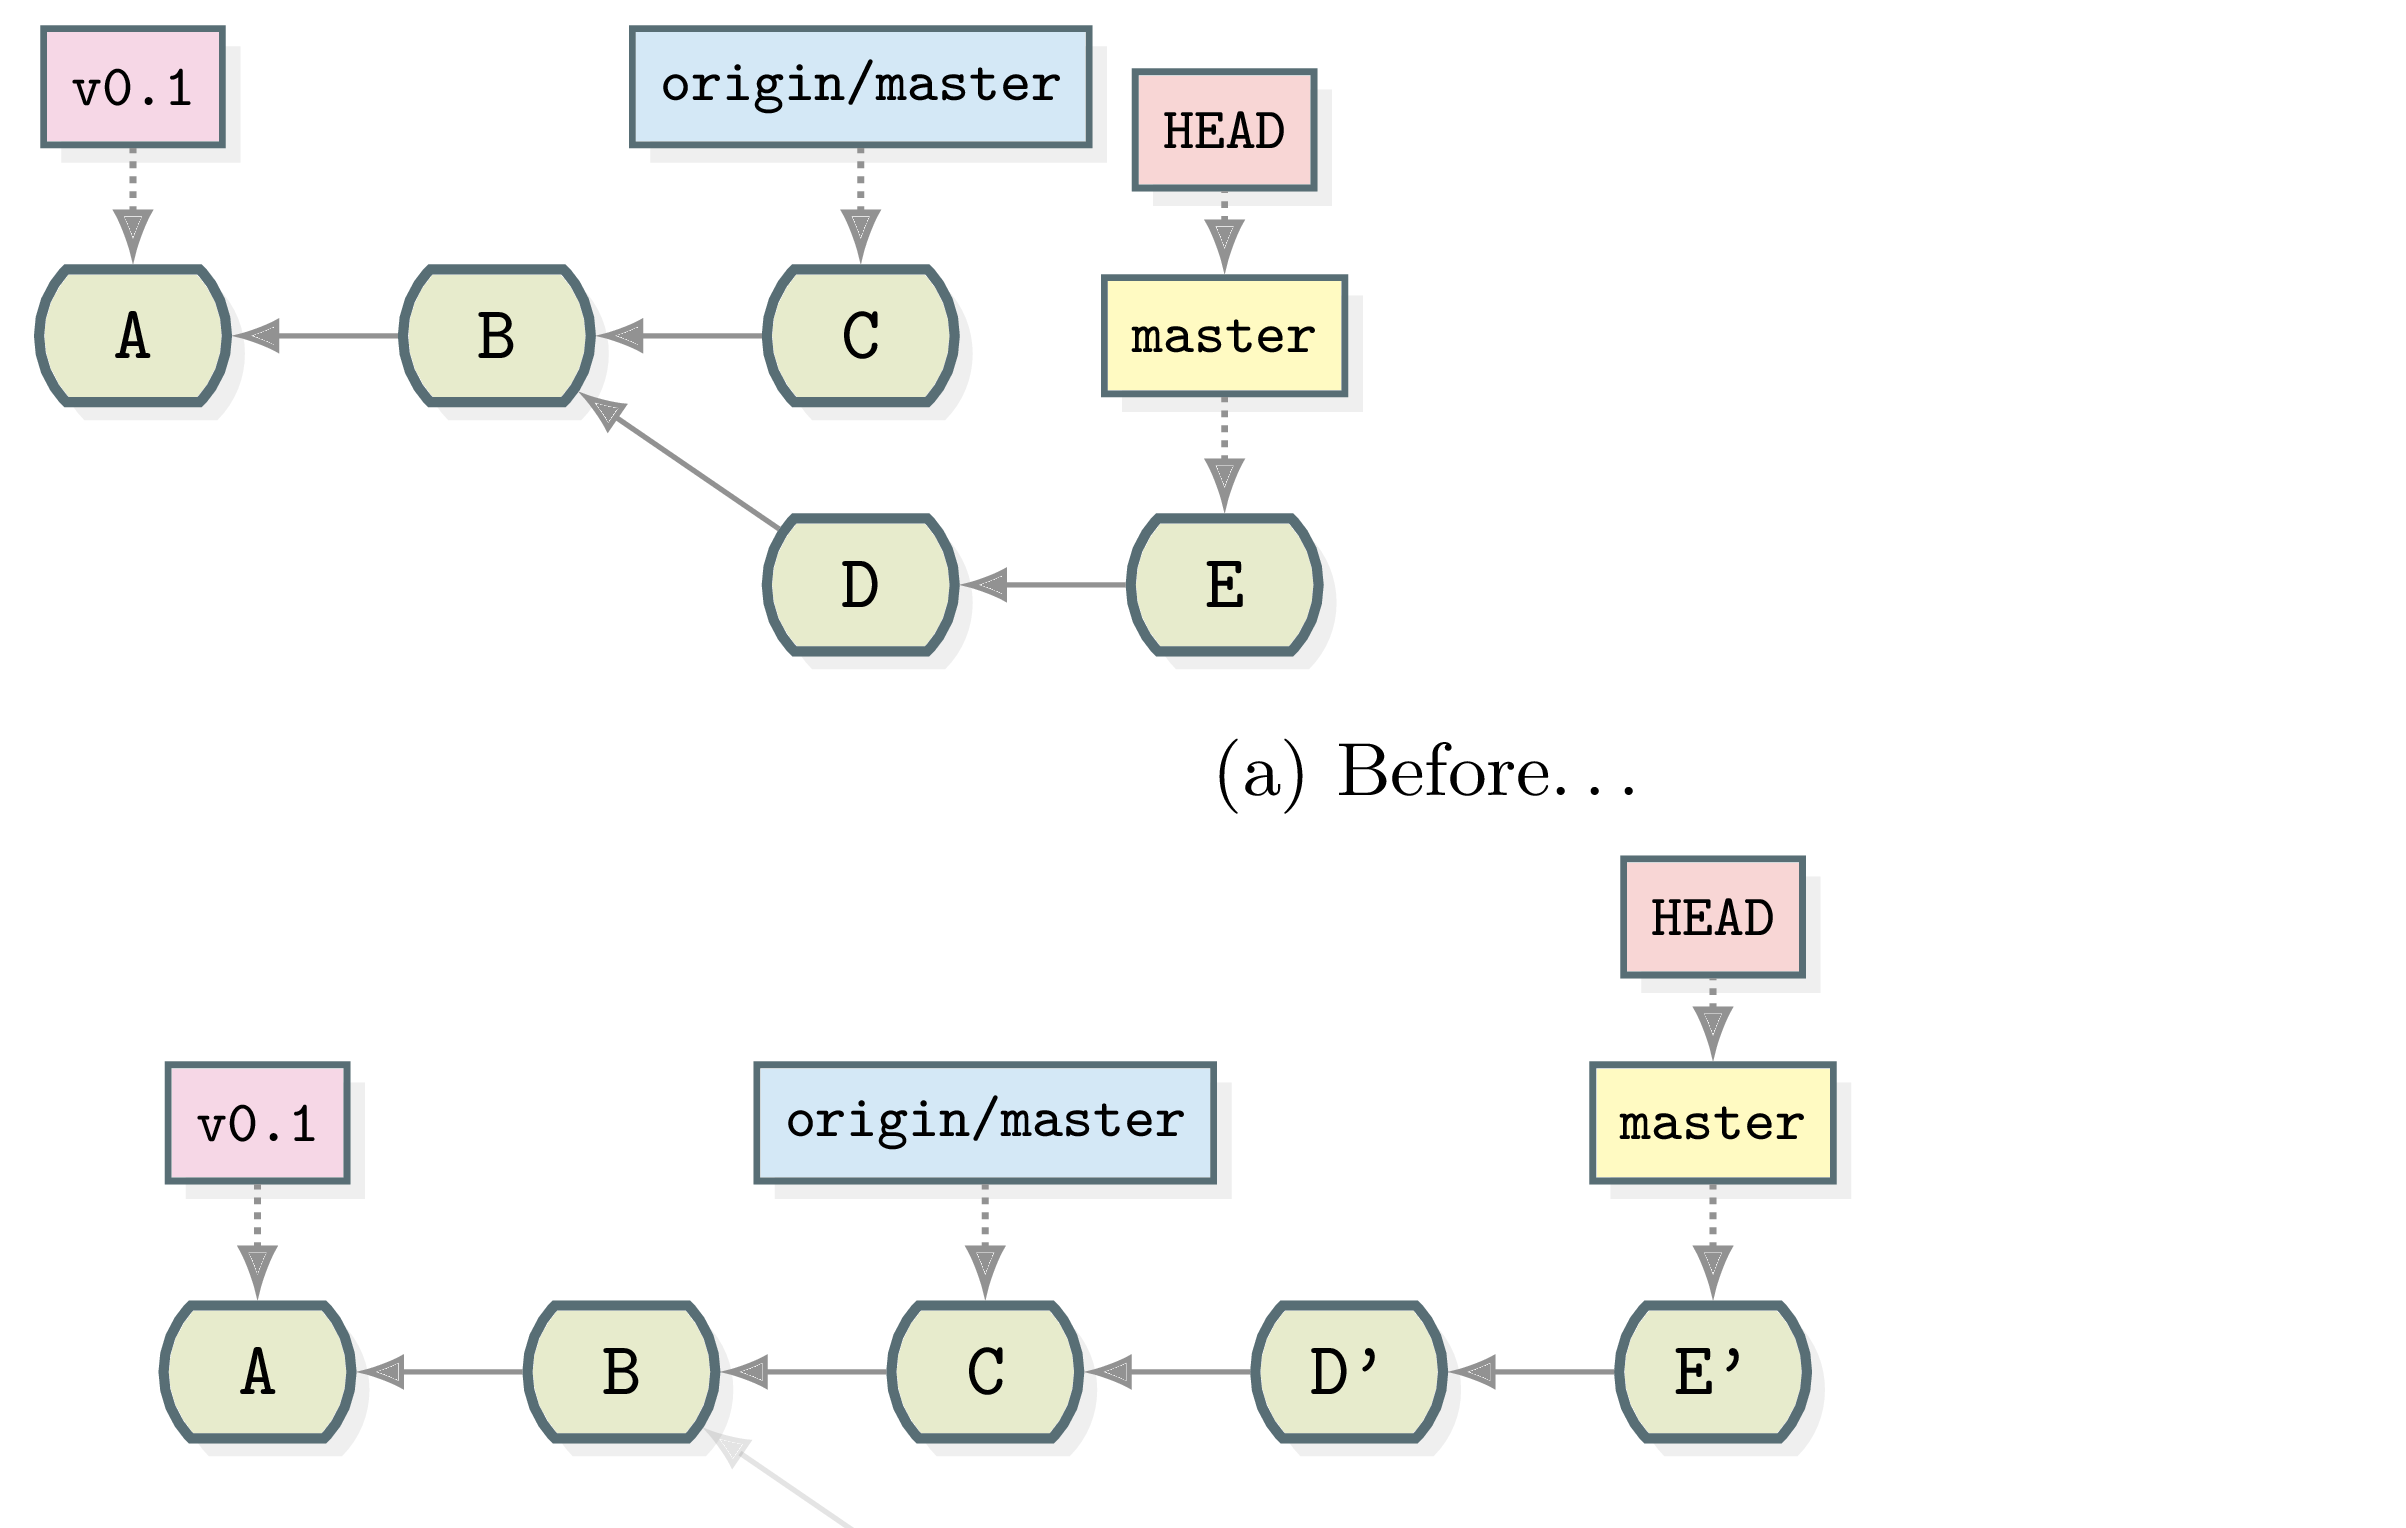 v0.1
origin/master
HEAD
A
B
C
master
D
E
(a) Before...
HEAD
v0.1
origin/master
master
A
B
C
D'
E'